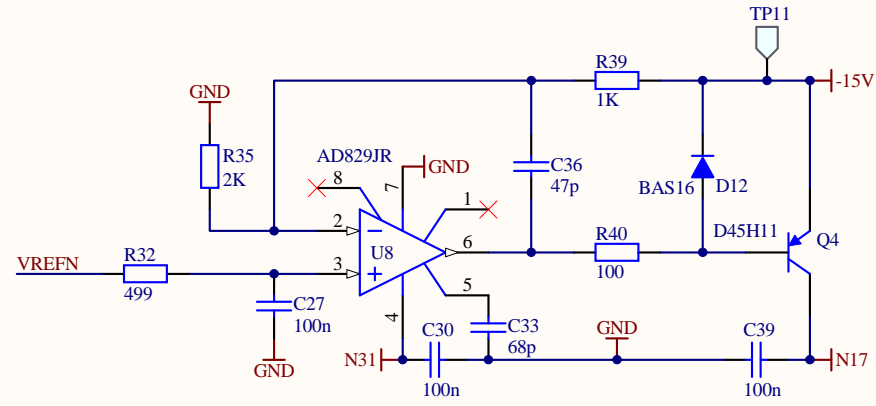 TP11
R39
1K
-15V
GND
R35
2K
AD829JR
8
7
GND
C36
47p
BAS16
D12
1
2
U8
6
R40
100
D45H11
Q4
VREFN
R32
499
3
C27
100n
5
4
GND
N31
C30
100n
C33
68p
GND
C39
100n
N17